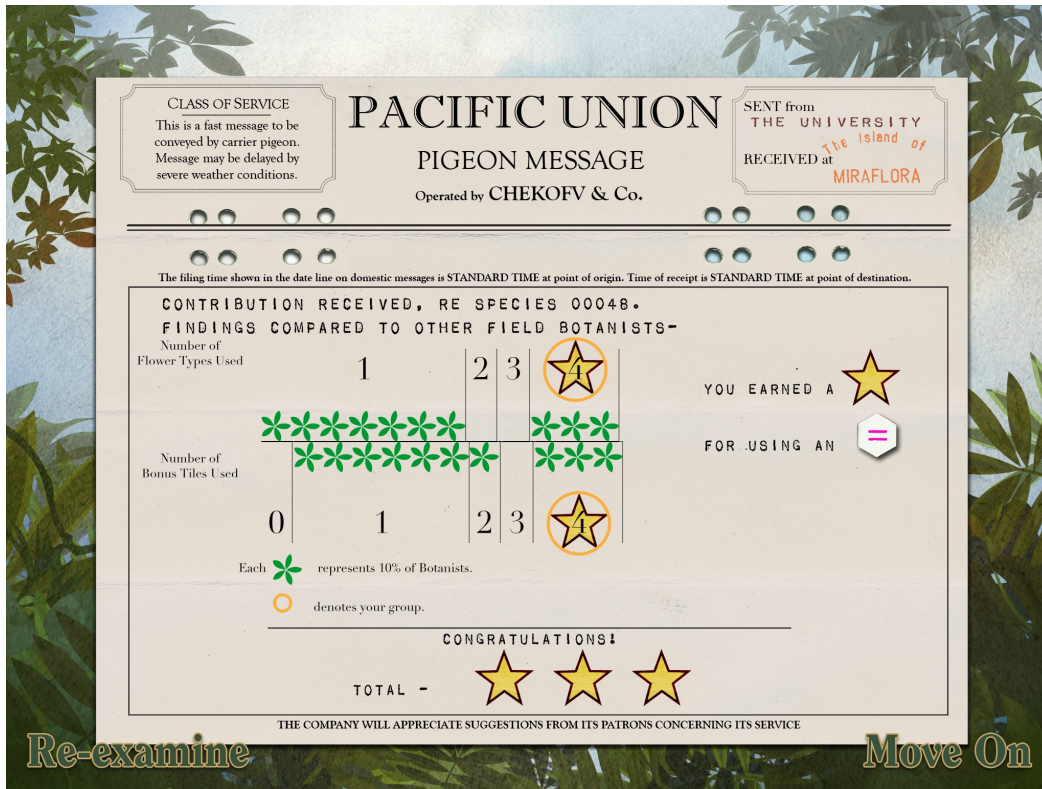 CLASS OF SERVICE
This is a fast message to be
conveyed by carrier pigeon.
Message may be delayed by
severe weather conditions.
PACIFIC UNION
PIGEON MESSAGE
Operated by CHEKOFV & Co.
SENT from
THE UNIVERSITY
The Island of
RECEIVED at
MIRAFLORA
The filing time shown in the date line on domestic messages is STANDARD TIME at point of origin. Time of receipt is STANDARD TIME at point of destination.
CONTRIBUTION RECEIVED, RE SPECIES 00048.
FINDINGS COMPARED TO OTHER FIELD BOTANISTS-
Number of
Flower Types Used
1 2 3 4
YOU EARNED A
FOR USING AN =
Number of
Bonus Tiles Used
0 1 2 3 4
Each represents 10% of Botanists.
denotes your group.
CONGRATULATIONS!
TOTAL -
THE COMPANY WILL APPRECIATE SUGGESTIONS FROM ITS PATRONS CONCERNING ITS SERVICE
Re-examine
Move On